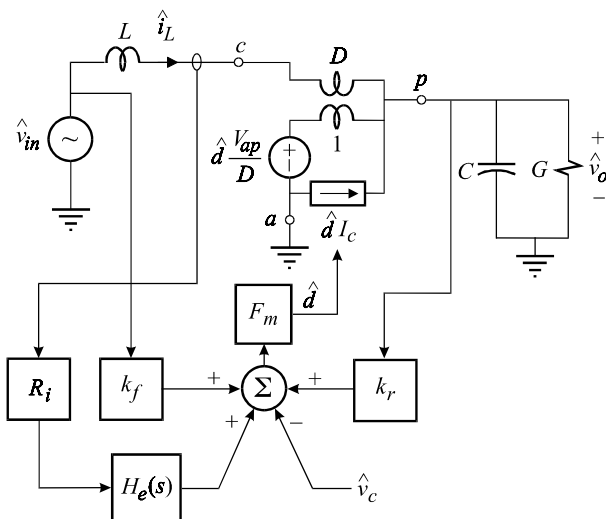 L
î_L
c
D
p
v̂_in
~
d̂ V_ap/D
+
−
1
C
G
+
v̂_o
−
a
d̂ I_c
F_m
d̂
R_i
k_f
+
Σ
+
k_r
+
−
H_e(s)
v̂_c